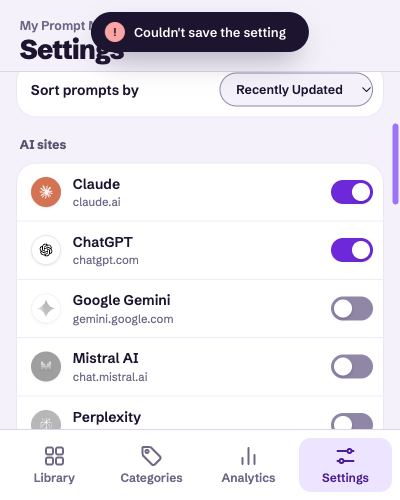 My Prompt M
Couldn't save the setting
Settings
Sort prompts by
Recently Updated
AI sites
Claude
claude.ai
ChatGPT
chatgpt.com
Google Gemini
gemini.google.com
Mistral AI
chat.mistral.ai
Perplexity
Library
Categories
Analytics
Settings